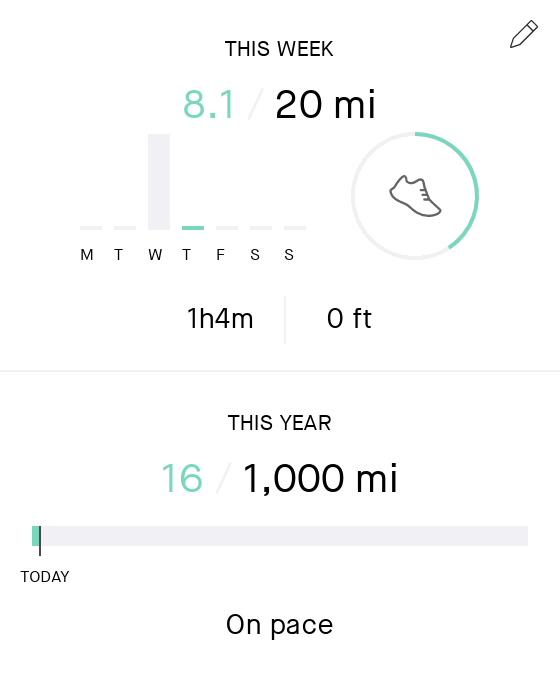 THIS WEEK
8.1 / 20 mi
M T W T F S S
1h4m 0 ft
THIS YEAR
16 / 1,000 mi
TODAY
On pace